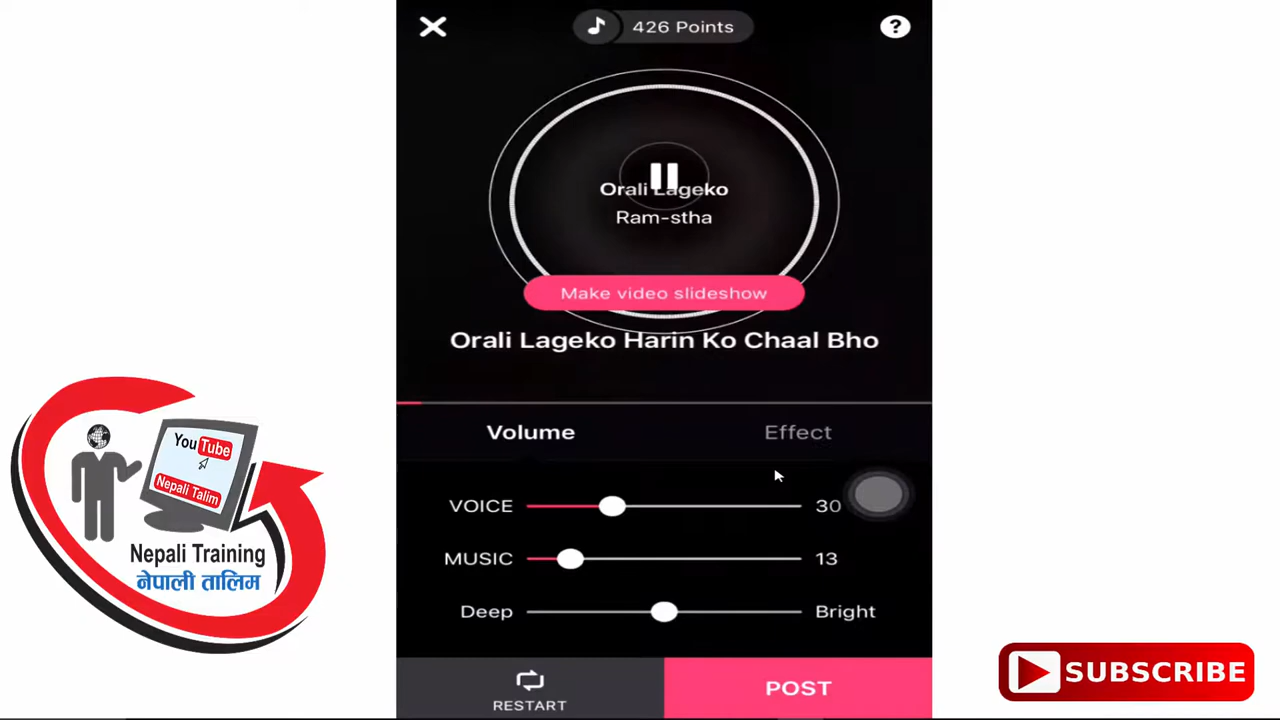 426 Points
?
Orali Lageko
Ram-stha
Make video slideshow
Orali Lageko Harin Ko Chaal Bho
Volume
Effect
VOICE
30
MUSIC
13
Deep
Bright
RESTART
POST
YouTube
Nepali Talim
Nepali Training
नेपाली तालिम
SUBSCRIBE